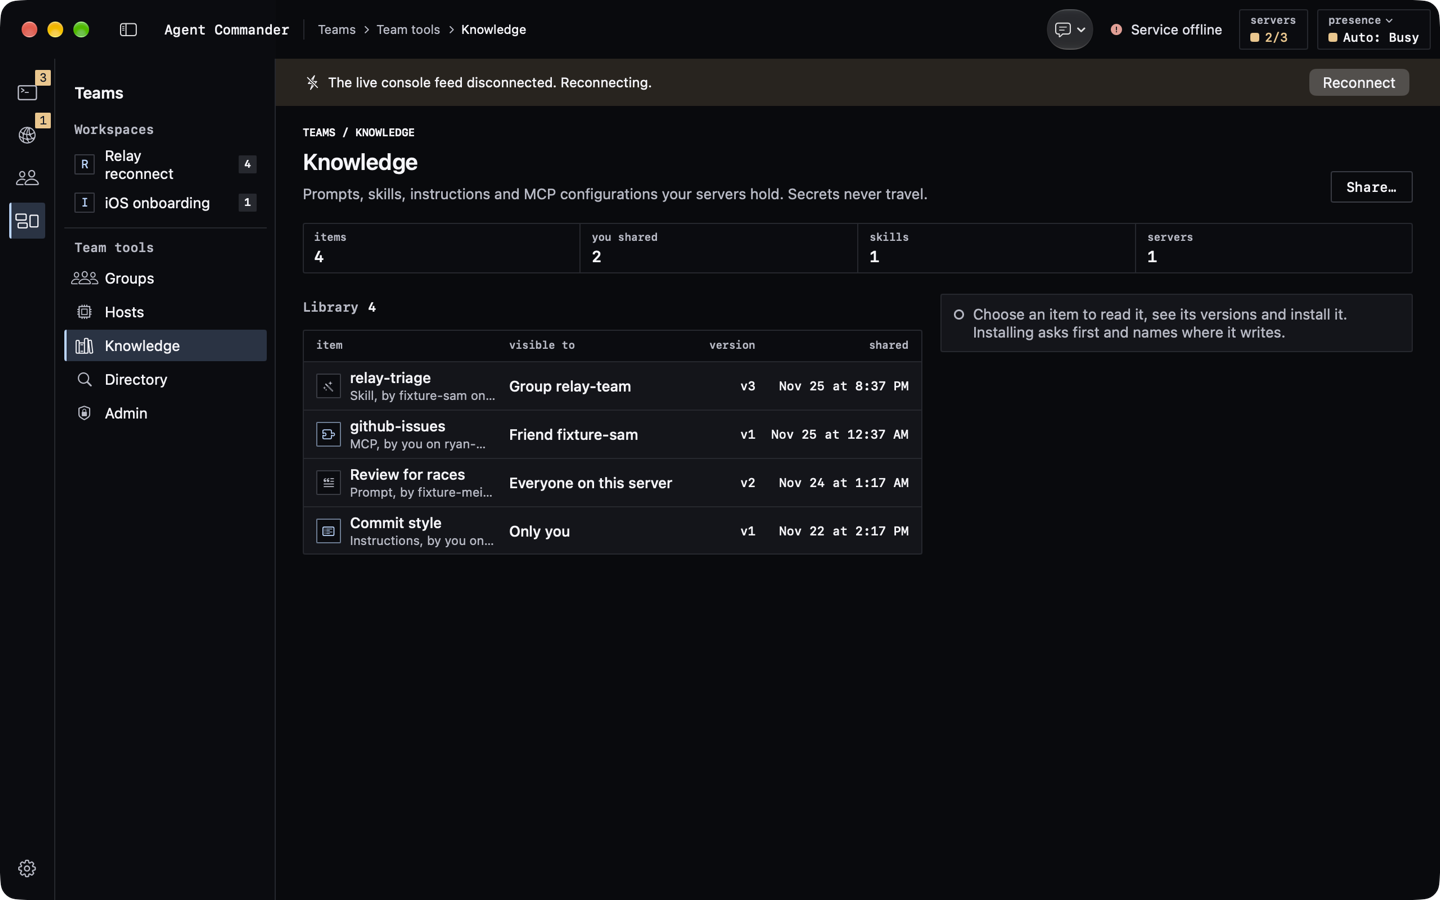 Agent Commander
Teams > Team tools > Knowledge
Service offline
servers
2/3
presence
Auto: Busy
3
1
Teams
Workspaces
R Relay reconnect 4
I iOS onboarding 1
Team tools
Groups
Hosts
Knowledge
Directory
Admin
The live console feed disconnected. Reconnecting.
Reconnect
TEAMS / KNOWLEDGE
Knowledge
Prompts, skills, instructions and MCP configurations your servers hold. Secrets never travel.
Share…
items
4
you shared
2
skills
1
servers
1
Library 4
item visible to version shared
relay-triage
Skill, by fixture-sam on…
Group relay-team v3 Nov 25 at 8:37 PM
github-issues
MCP, by you on ryan-…
Friend fixture-sam v1 Nov 25 at 12:37 AM
Review for races
Prompt, by fixture-mei…
Everyone on this server v2 Nov 24 at 1:17 AM
Commit style
Instructions, by you on…
Only you v1 Nov 22 at 2:17 PM
Choose an item to read it, see its versions and install it.
Installing asks first and names where it writes.